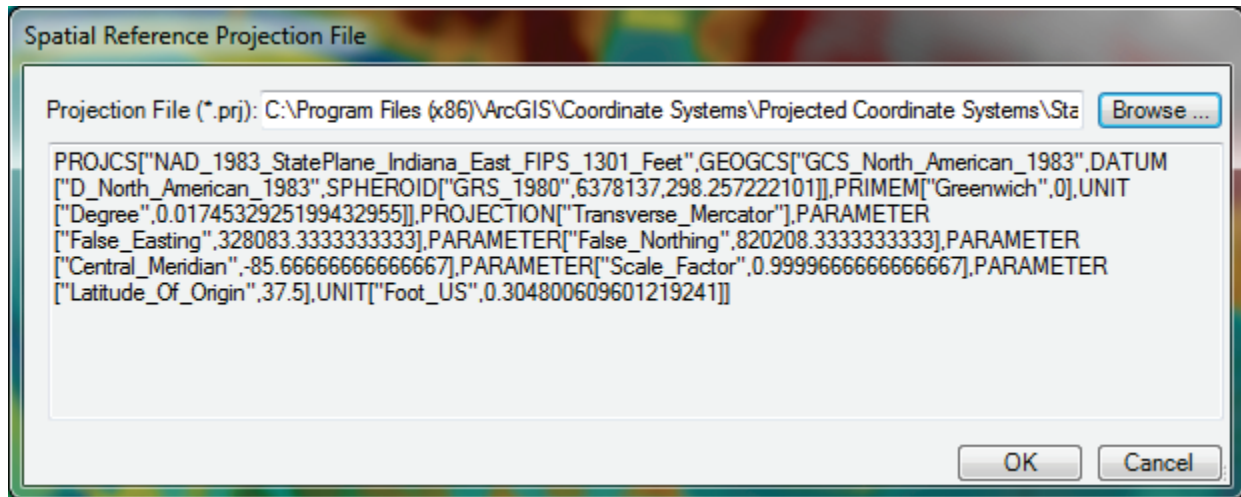 Spatial Reference Projection File
Projection File (*.prj): C:\Program Files (x86)\ArcGIS\Coordinate Systems\Projected Coordinate Systems\Sta Browse ...
PROJCS["NAD_1983_StatePlane_Indiana_East_FIPS_1301_Feet",GEOGCS["GCS_North_American_1983",DATUM
["D_North_American_1983",SPHEROID["GRS_1980",6378137,298.257222101]],PRIMEM["Greenwich",0],UNIT
["Degree",0.0174532925199432955]],PROJECTION["Transverse_Mercator"],PARAMETER
["False_Easting",328083.3333333333],PARAMETER["False_Northing",820208.3333333333],PARAMETER
["Central_Meridian",-85.66666666666667],PARAMETER["Scale_Factor",0.9999666666666667],PARAMETER
["Latitude_Of_Origin",37.5],UNIT["Foot_US",0.304800609601219241]]
OK Cancel